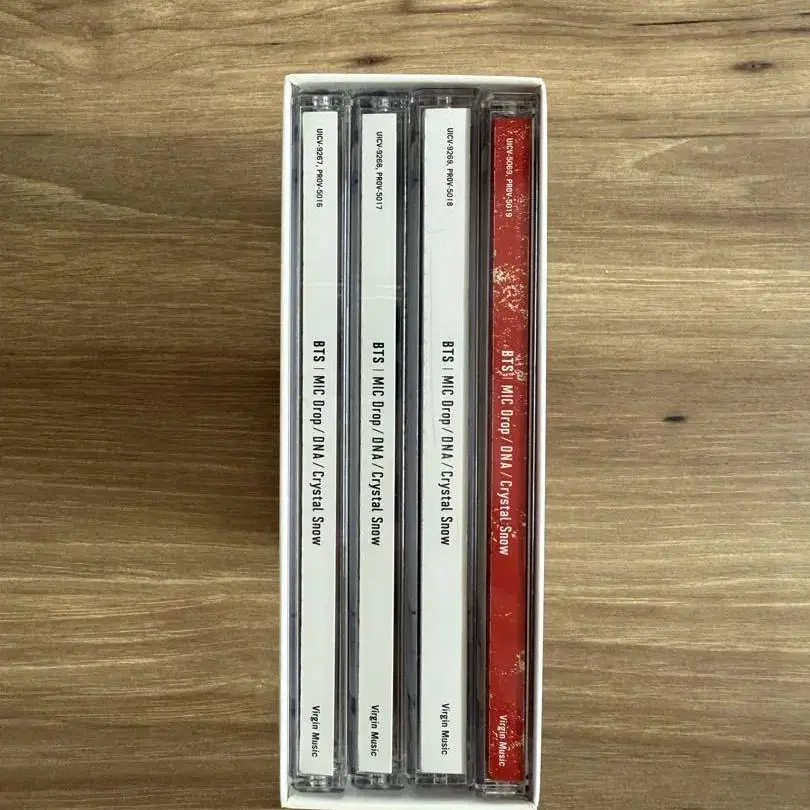 UICV-9267, PROV-5016
BTS | MIC Drop / DNA / Crystal Snow
Virgin Music
UICV-9268, PROV-5017
BTS | MIC Drop / DNA / Crystal Snow
Virgin Music
UICV-9269, PROV-5018
BTS | MIC Drop / DNA / Crystal Snow
Virgin Music
UICV-5069, PROV-5019
BTS | MIC Drop / DNA / Crystal Snow
Virgin Music